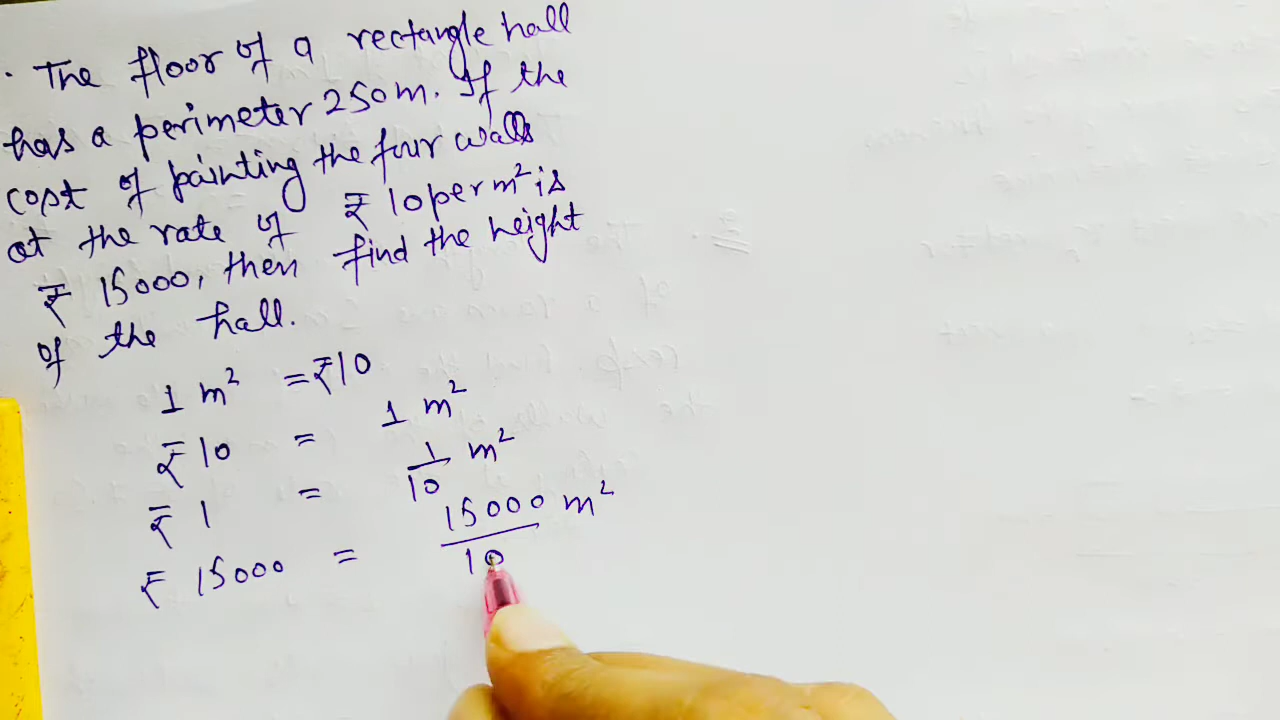 . The floor of a rectangle hall
has a perimeter 250m. If the
cost of painting the four walls
at the rate of ₹ 10 per m² is
₹ 15000, then find the height
of the hall.
1 m² = ₹10
₹ 10 = 1 m²
₹ 1 = 1/10 m²
₹ 15000 = 15000/10 m²